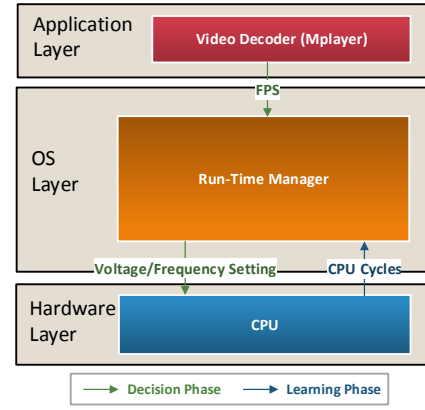 Application
Layer
Video Decoder (Mplayer)
FPS
OS
Layer
Run-Time Manager
Voltage/Frequency Setting
CPU Cycles
Hardware
Layer
CPU
Decision Phase
Learning Phase